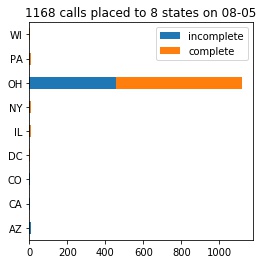 1168 calls placed to 8 states on 08-05
incomplete
complete
WI
PA
OH
NY
IL
DC
CO
CA
AZ
0 200 400 600 800 1000